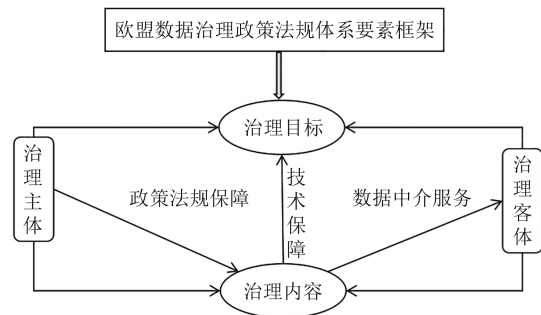 欧盟数据治理政策法规体系要素框架
治理目标
治理主体
政策法规保障
技术保障
数据中介服务
治理客体
治理内容